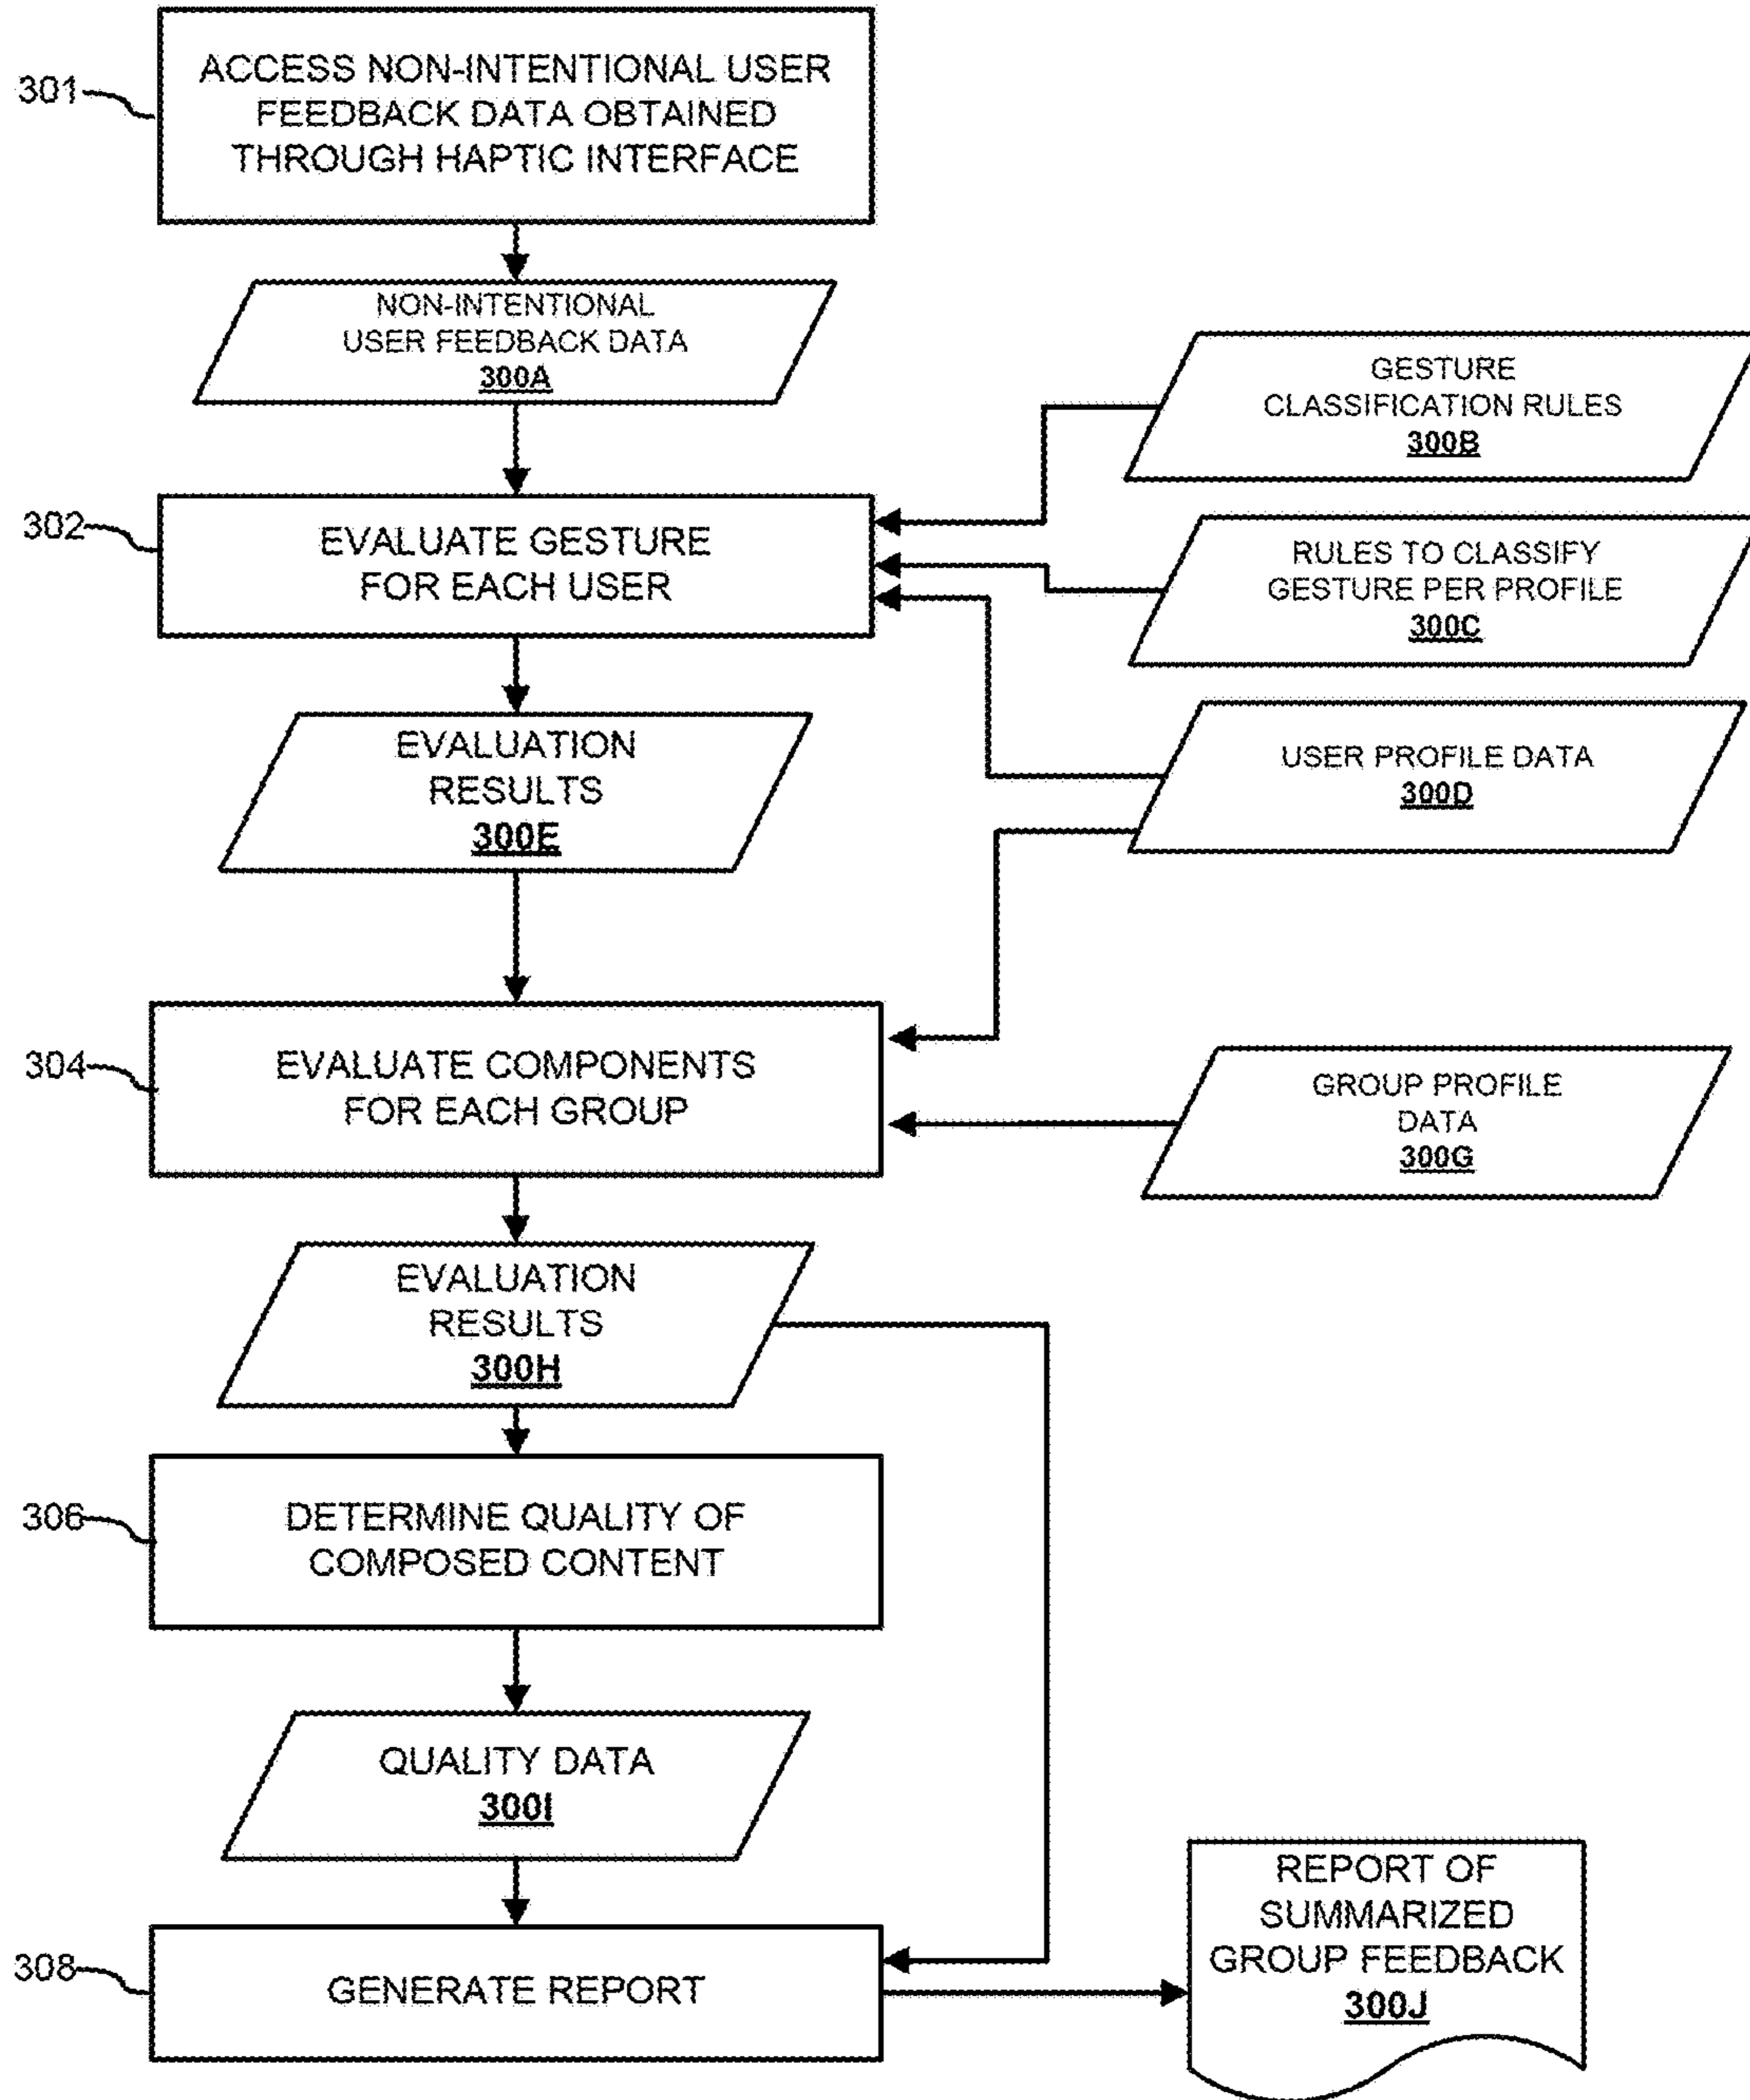 301
ACCESS NON-INTENTIONAL USER
FEEDBACK DATA OBTAINED
THROUGH HAPTIC INTERFACE
NON-INTENTIONAL
USER FEEDBACK DATA
300A
GESTURE
CLASSIFICATION RULES
300B
302
EVALUATE GESTURE
FOR EACH USER
RULES TO CLASSIFY
GESTURE PER PROFILE
300C
EVALUATION
RESULTS
300E
USER PROFILE DATA
300D
304
EVALUATE COMPONENTS
FOR EACH GROUP
GROUP PROFILE
DATA
300G
EVALUATION
RESULTS
300H
306
DETERMINE QUALITY OF
COMPOSED CONTENT
QUALITY DATA
300I
308
GENERATE REPORT
REPORT OF
SUMMARIZED
GROUP FEEDBACK
300J